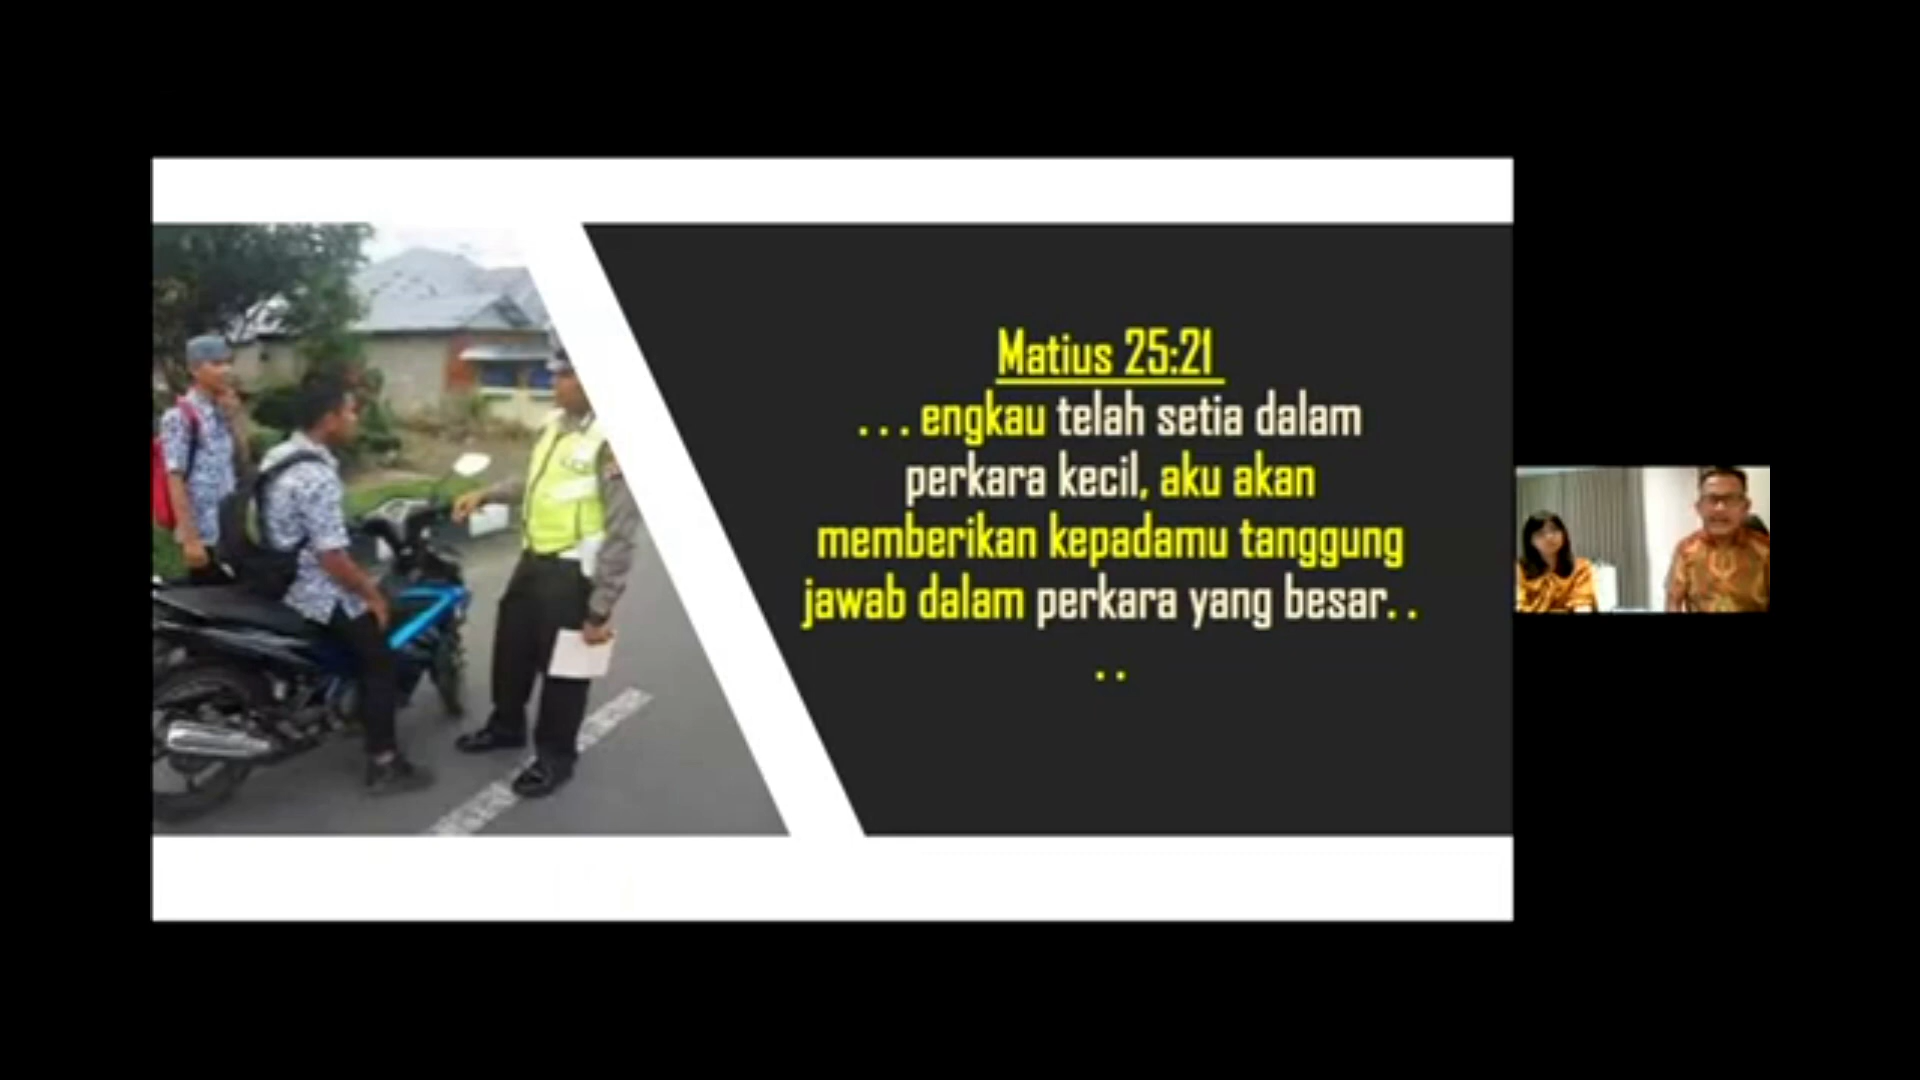 Matius 25:21
. . . engkau telah setia dalam
perkara kecil, aku akan
memberikan kepadamu tanggung
jawab dalam perkara yang besar. .
. .